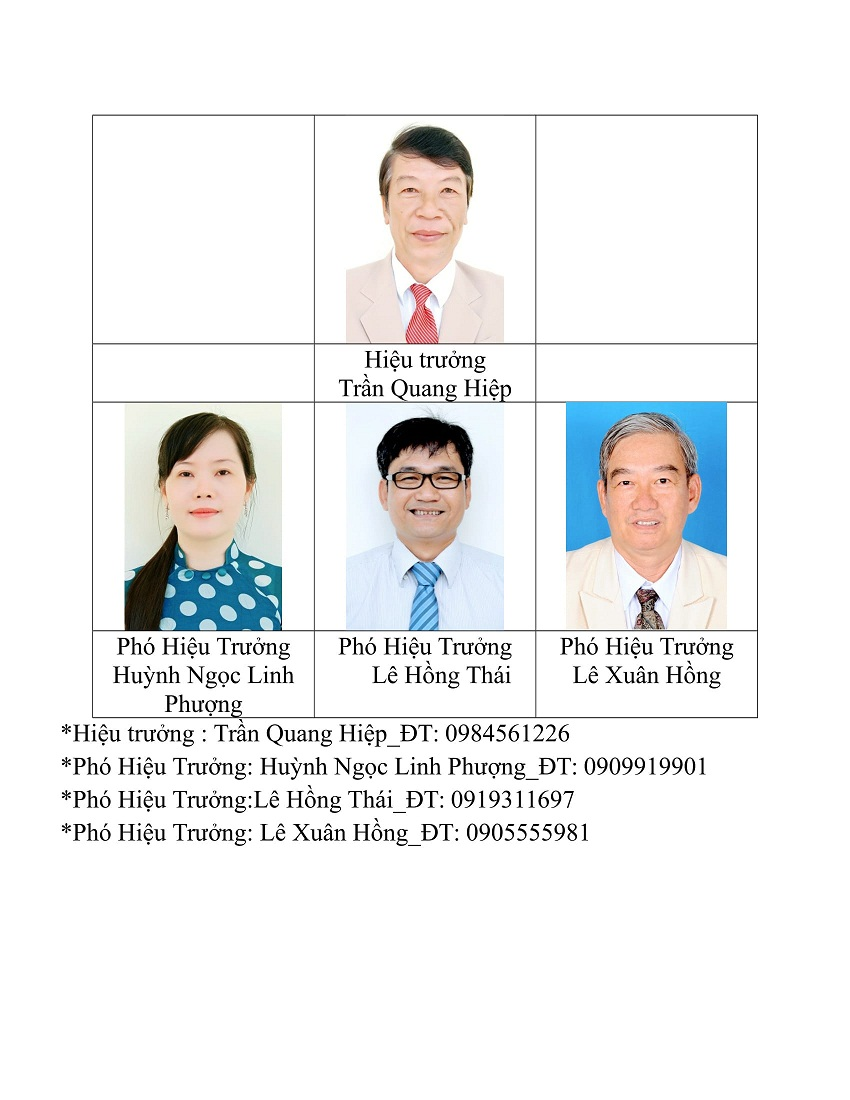 Hiệu trưởng
Trần Quang Hiệp
Phó Hiệu Trưởng
Huỳnh Ngọc Linh
Phượng
Phó Hiệu Trưởng
Lê Hồng Thái
Phó Hiệu Trưởng
Lê Xuân Hồng
*Hiệu trưởng : Trần Quang Hiệp_ĐT: 0984561226
*Phó Hiệu Trưởng: Huỳnh Ngọc Linh Phượng_ĐT: 0909919901
*Phó Hiệu Trưởng:Lê Hồng Thái_ĐT: 0919311697
*Phó Hiệu Trưởng: Lê Xuân Hồng_ĐT: 0905555981